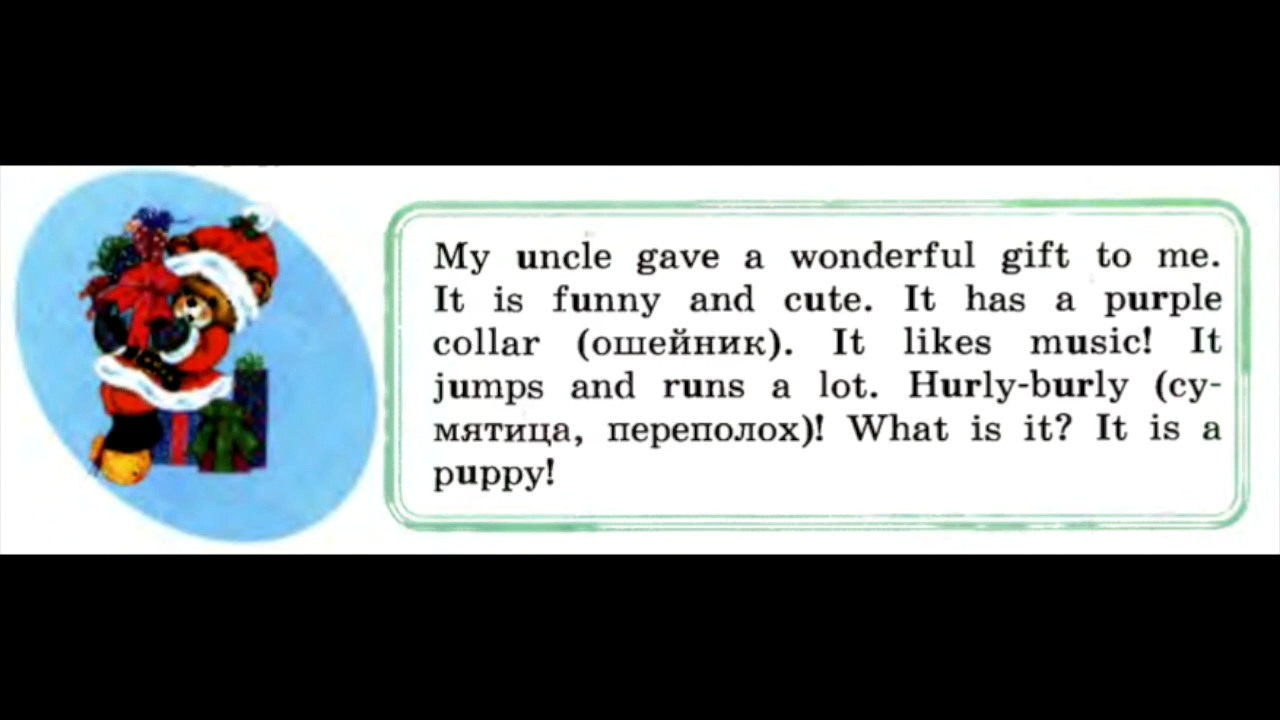 My uncle gave a wonderful gift to me.
It is funny and cute. It has a purple
collar (ошейник). It likes music! It
jumps and runs a lot. Hurly-burly (су-
мятица, переполох)! What is it? It is a
puppy!